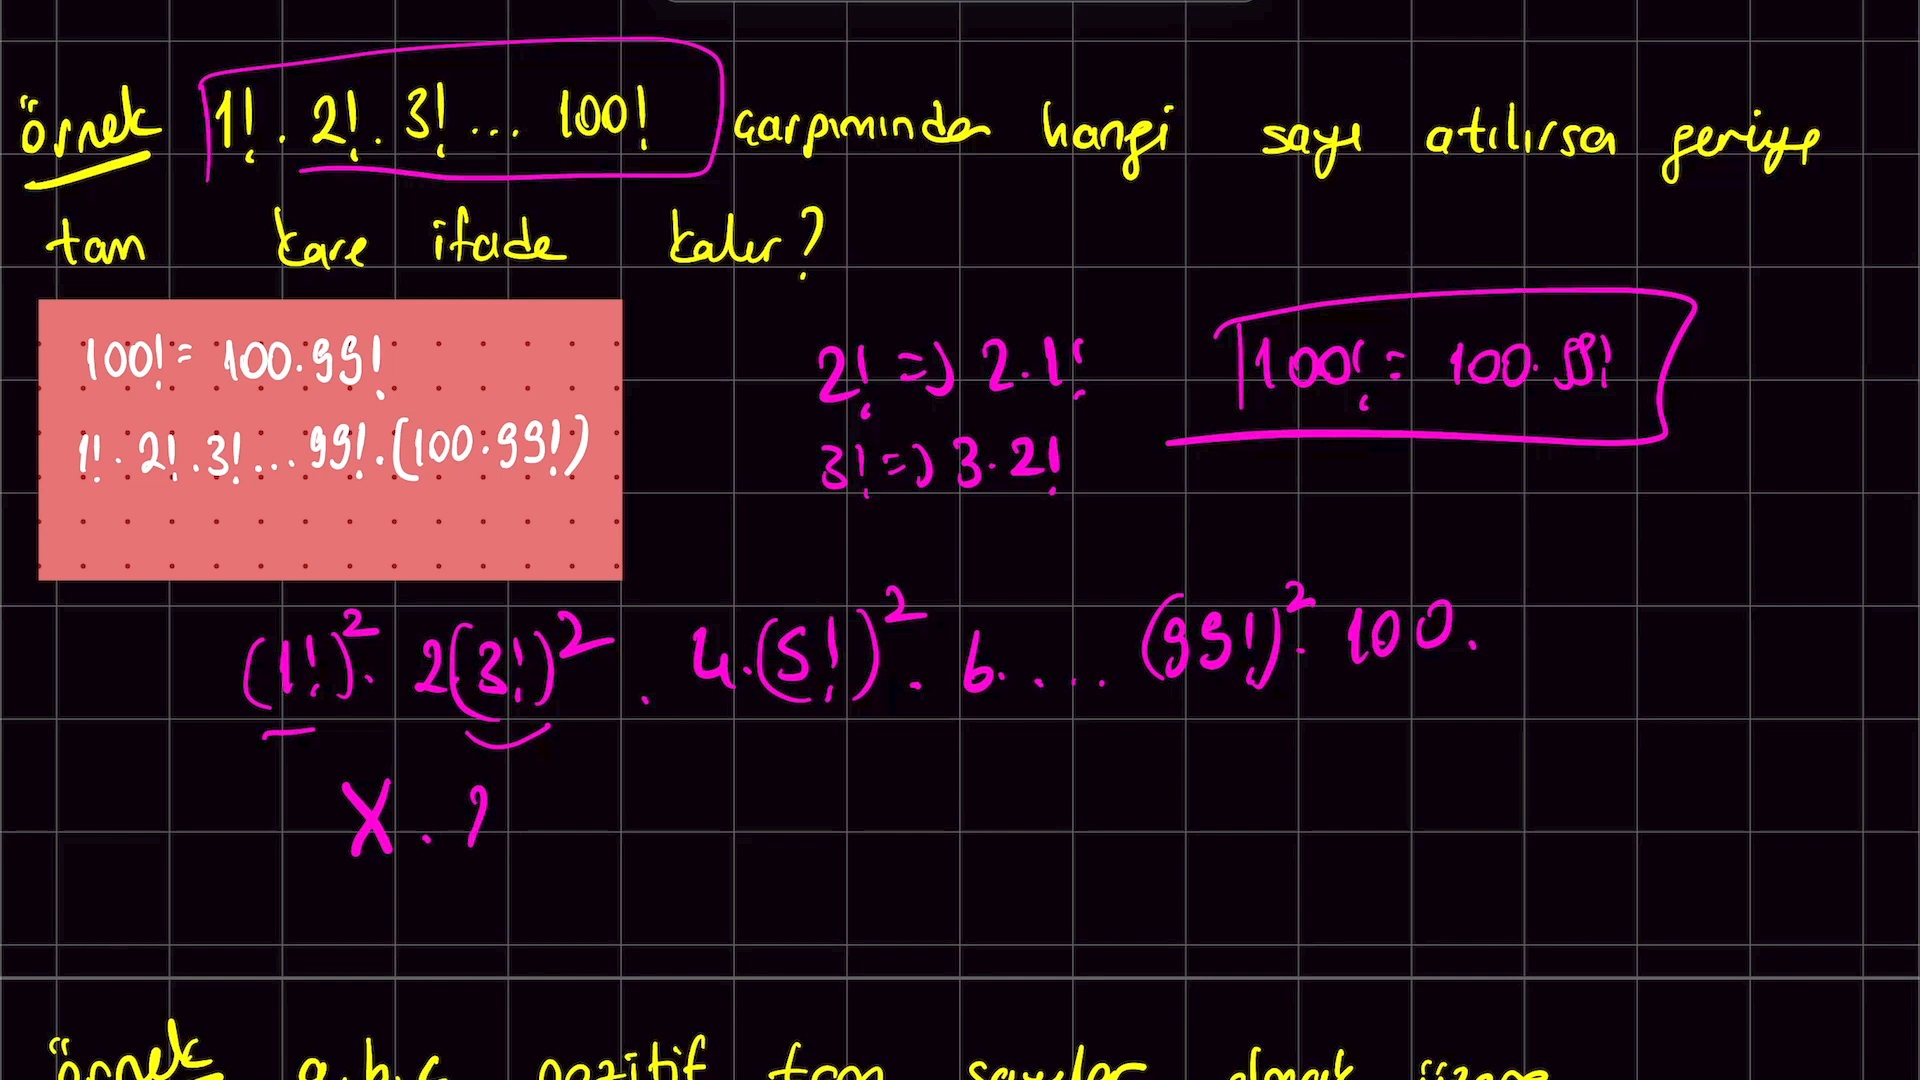 örnek 1! . 2! . 3! ... 100! çarpımında hangi sayı atılırsa geriye
tam kare ifade kalır?
100! = 100.99!
1! . 2! . 3! ... 99! . (100.99!)
2! => 2.1!
3! => 3.2!
100! = 100.99!
(1!)² . 2(3!)² . 4.(5!)² . 6. ... (99!)² . 100.
X .
örnek a,b,c pozitif tam sayılar olmak üzere